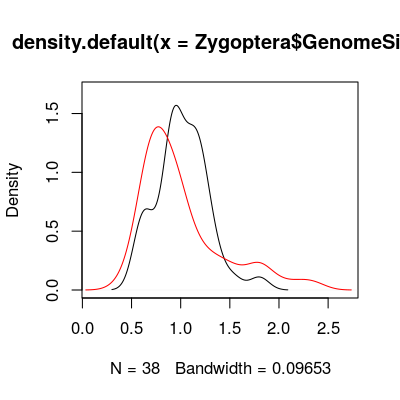 density.default(x = Zygoptera$GenomeSi
Density
1.5
1.0
0.5
0.0
0.0 0.5 1.0 1.5 2.0 2.5
N = 38 Bandwidth = 0.09653